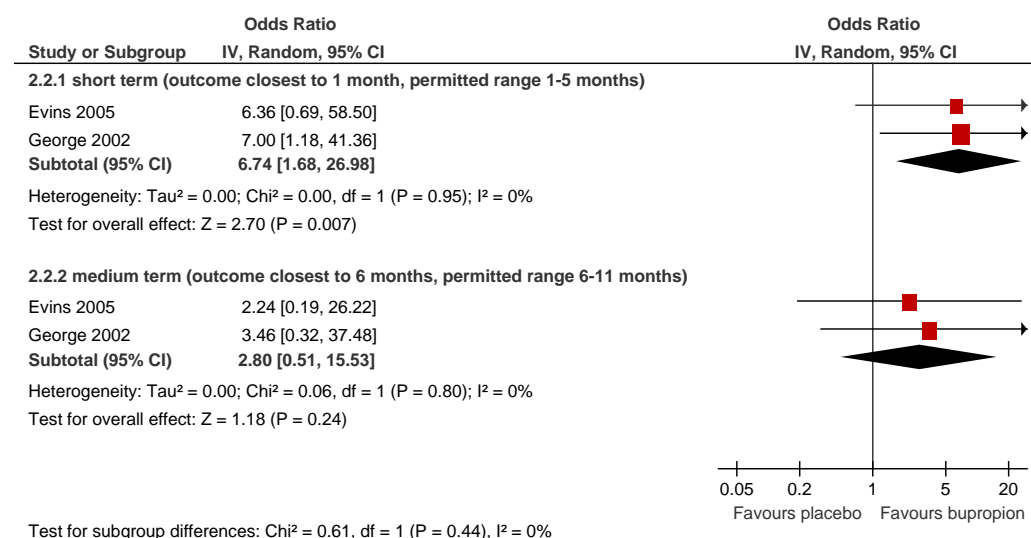 Odds Ratio Odds Ratio
Study or Subgroup IV, Random, 95% CI IV, Random, 95% CI
2.2.1 short term (outcome closest to 1 month, permitted range 1-5 months)
Evins 2005 6.36 [0.69, 58.50]
George 2002 7.00 [1.18, 41.36]
Subtotal (95% CI) 6.74 [1.68, 26.98]
Heterogeneity: Tau² = 0.00; Chi² = 0.00, df = 1 (P = 0.95); I² = 0%
Test for overall effect: Z = 2.70 (P = 0.007)
2.2.2 medium term (outcome closest to 6 months, permitted range 6-11 months)
Evins 2005 2.24 [0.19, 26.22]
George 2002 3.46 [0.32, 37.48]
Subtotal (95% CI) 2.80 [0.51, 15.53]
Heterogeneity: Tau² = 0.00; Chi² = 0.06, df = 1 (P = 0.80); I² = 0%
Test for overall effect: Z = 1.18 (P = 0.24)
0.05 0.2 1 5 20
Favours placebo Favours bupropion
Test for subgroup differences: Chi² = 0.61, df = 1 (P = 0.44), I² = 0%